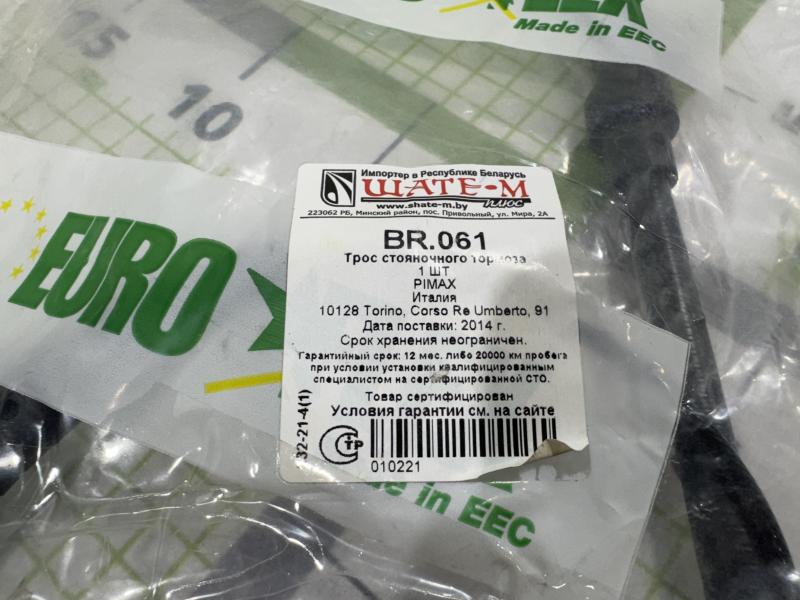 Made in EEC
15
10
EURO
Импортер в Республике Беларусь
ШАТЕ-М
плюс
www.shate-m.by
223062 РБ, Минский район, пос. Привольный, ул. Мира, 2А
BR.061
Трос стояночного тормоза
1 ШТ
PIMAX
Италия
10128 Torino, Corso Re Umberto, 91
Дата поставки: 2014 г.
Срок хранения неограничен.
Гарантийный срок: 12 мес. либо 20000 км пробега
при условии установки квалифицированным
специалистом на сертифицированной СТО.
Товар сертифицирован
Условия гарантии см. на сайте
32-21-4(1)
СТР
010221
Made in EEC